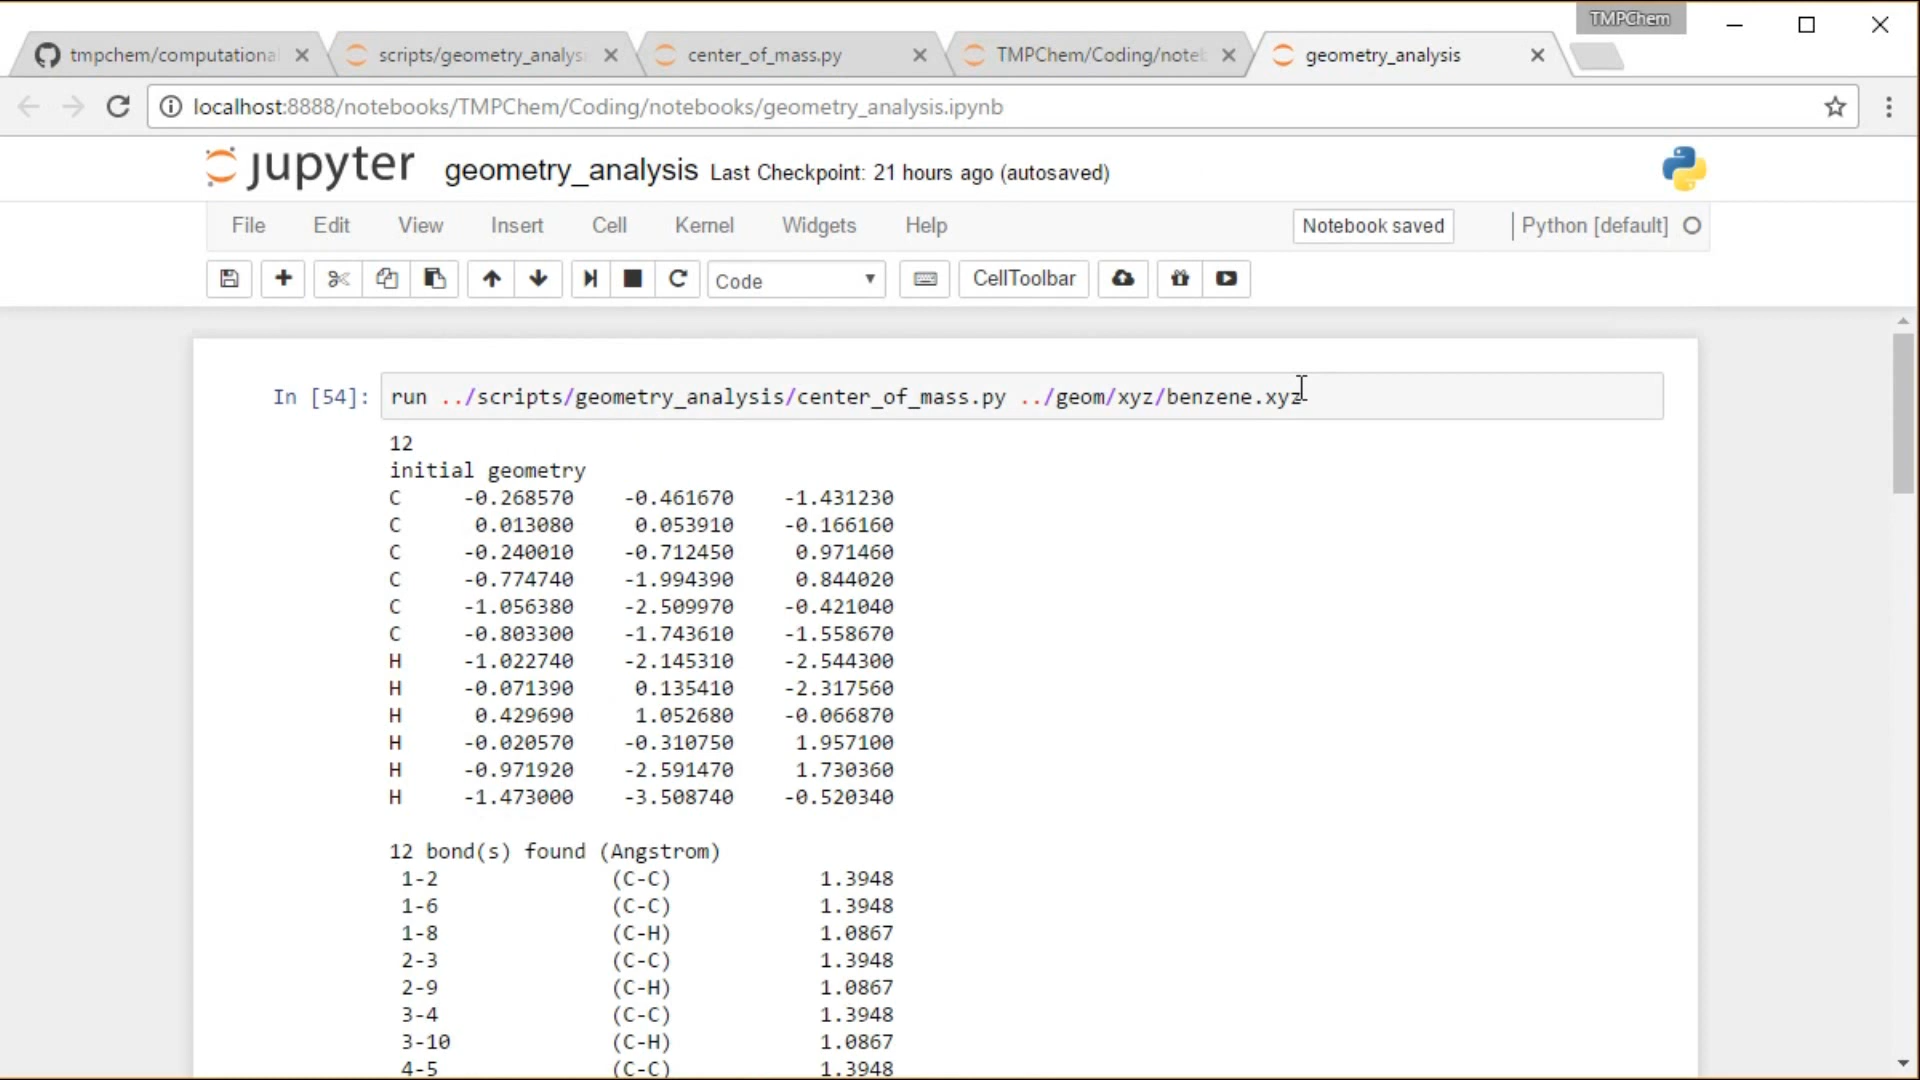 TMPChem
tmpchem/computational
scripts/geometry_analysi
center_of_mass.py
TMPChem/Coding/note
geometry_analysis
localhost:8888/notebooks/TMPChem/Coding/notebooks/geometry_analysis.ipynb
jupyter geometry_analysis Last Checkpoint: 21 hours ago (autosaved)
File Edit View Insert Cell Kernel Widgets Help Notebook saved Python [default]
Code CellToolbar
In [54]: run ../scripts/geometry_analysis/center_of_mass.py ../geom/xyz/benzene.xyz
12
initial geometry
C -0.268570 -0.461670 -1.431230
C 0.013080 0.053910 -0.166160
C -0.240010 -0.712450 0.971460
C -0.774740 -1.994390 0.844020
C -1.056380 -2.509970 -0.421040
C -0.803300 -1.743610 -1.558670
H -1.022740 -2.145310 -2.544300
H -0.071390 0.135410 -2.317560
H 0.429690 1.052680 -0.066870
H -0.020570 -0.310750 1.957100
H -0.971920 -2.591470 1.730360
H -1.473000 -3.508740 -0.520340
12 bond(s) found (Angstrom)
1-2 (C-C) 1.3948
1-6 (C-C) 1.3948
1-8 (C-H) 1.0867
2-3 (C-C) 1.3948
2-9 (C-H) 1.0867
3-4 (C-C) 1.3948
3-10 (C-H) 1.0867
4-5 (C-C) 1.3948